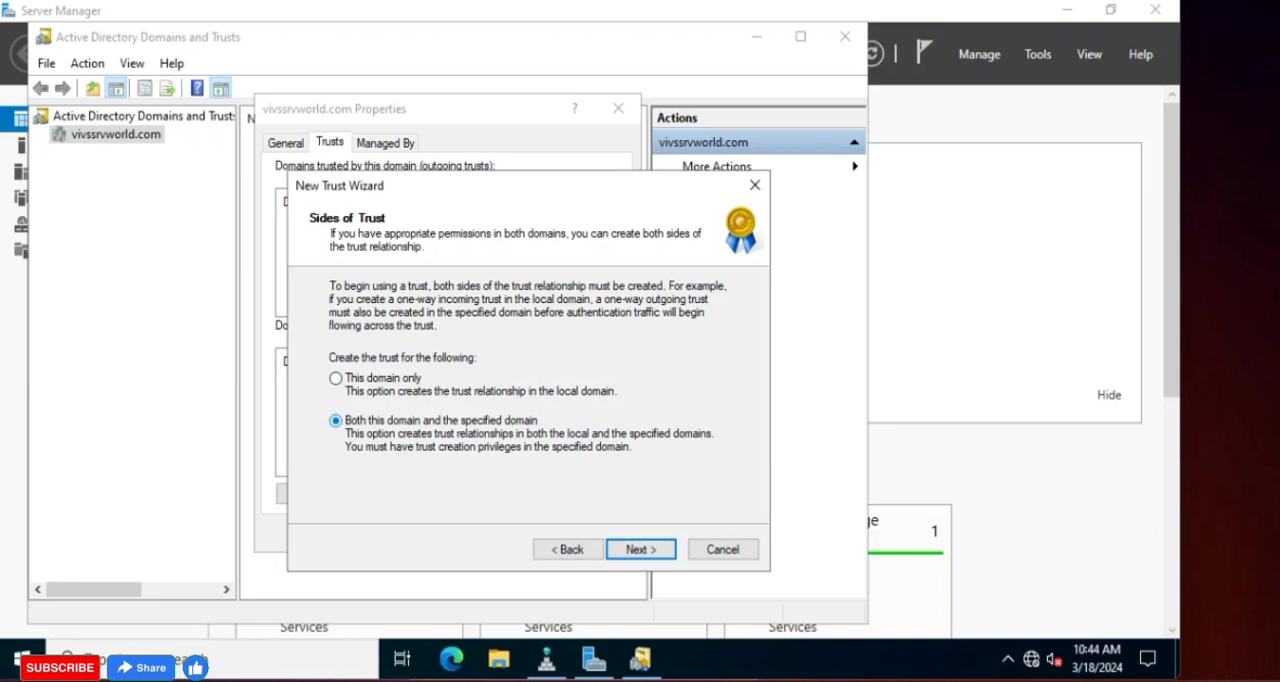 Server Manager
Active Directory Domains and Trusts
File Action View Help
Manage Tools View Help
Active Directory Domains and Trusts
vivssrvworld.com
N
vivssrvworld.com Properties
?
General Trusts Managed By
Domains trusted by this domain (outgoing trusts):
Actions
vivssrvworld.com
More Actions
New Trust Wizard
Sides of Trust
If you have appropriate permissions in both domains, you can create both sides of
the trust relationship.
To begin using a trust, both sides of the trust relationship must be created. For example,
if you create a one-way incoming trust in the local domain, a one-way outgoing trust
must also be created in the specified domain before authentication traffic will begin
flowing across the trust.
Do
Create the trust for the following:
This domain only
This option creates the trust relationship in the local domain.
Both this domain and the specified domain
This option creates trust relationships in both the local and the specified domains.
You must have trust creation privileges in the specified domain.
< Back Next > Cancel
Hide
1
Services Services Services
SUBSCRIBE Share
10:44 AM
3/18/2024